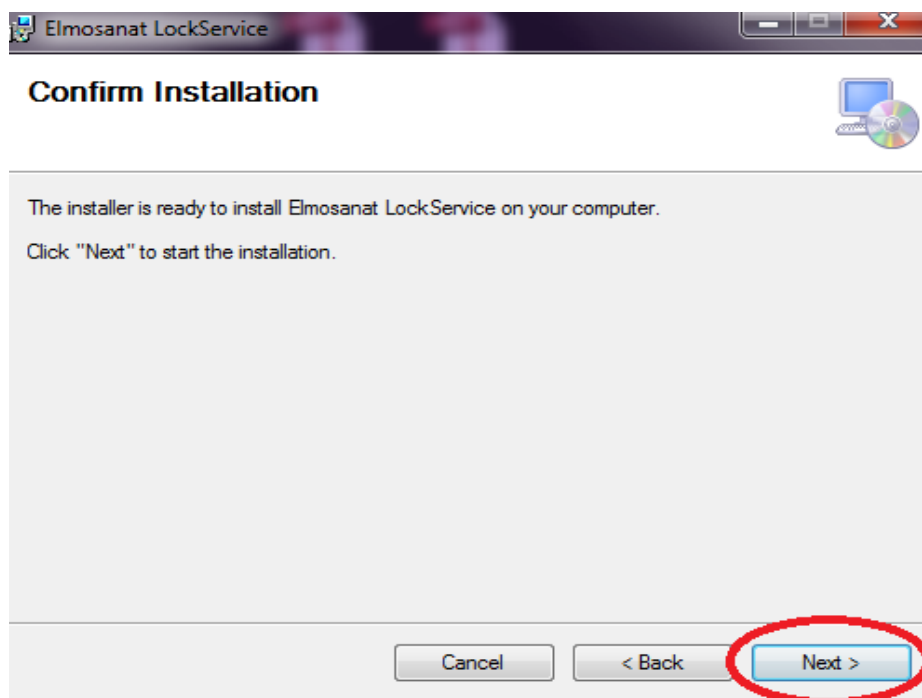 Elmosanat LockService
Confirm Installation
The installer is ready to install Elmosanat LockService on your computer.
Click "Next" to start the installation.
Cancel
< Back
Next >